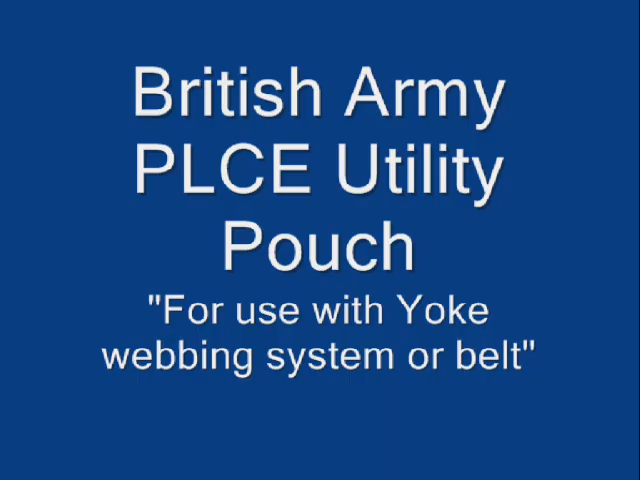 British Army
PLCE Utility
Pouch
"For use with Yoke
webbing system or belt"